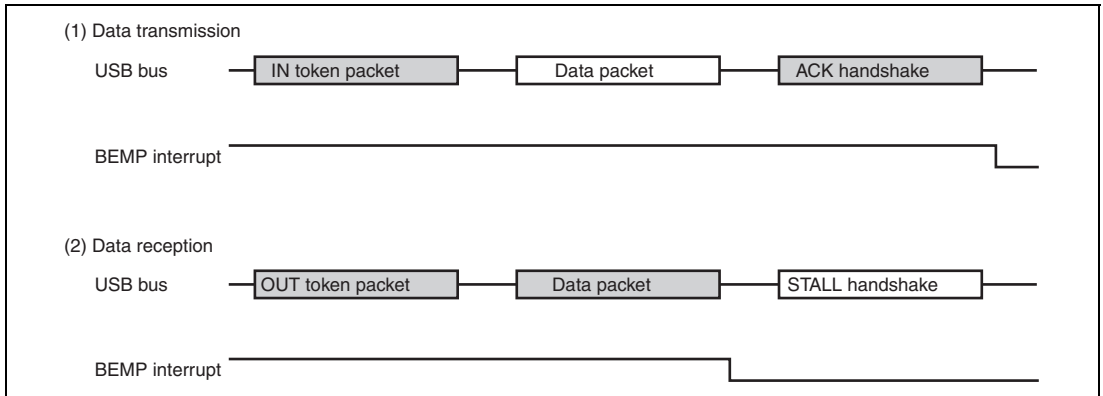 (1) Data transmission
USB bus IN token packet Data packet ACK handshake
BEMP interrupt
(2) Data reception
USB bus OUT token packet Data packet STALL handshake
BEMP interrupt